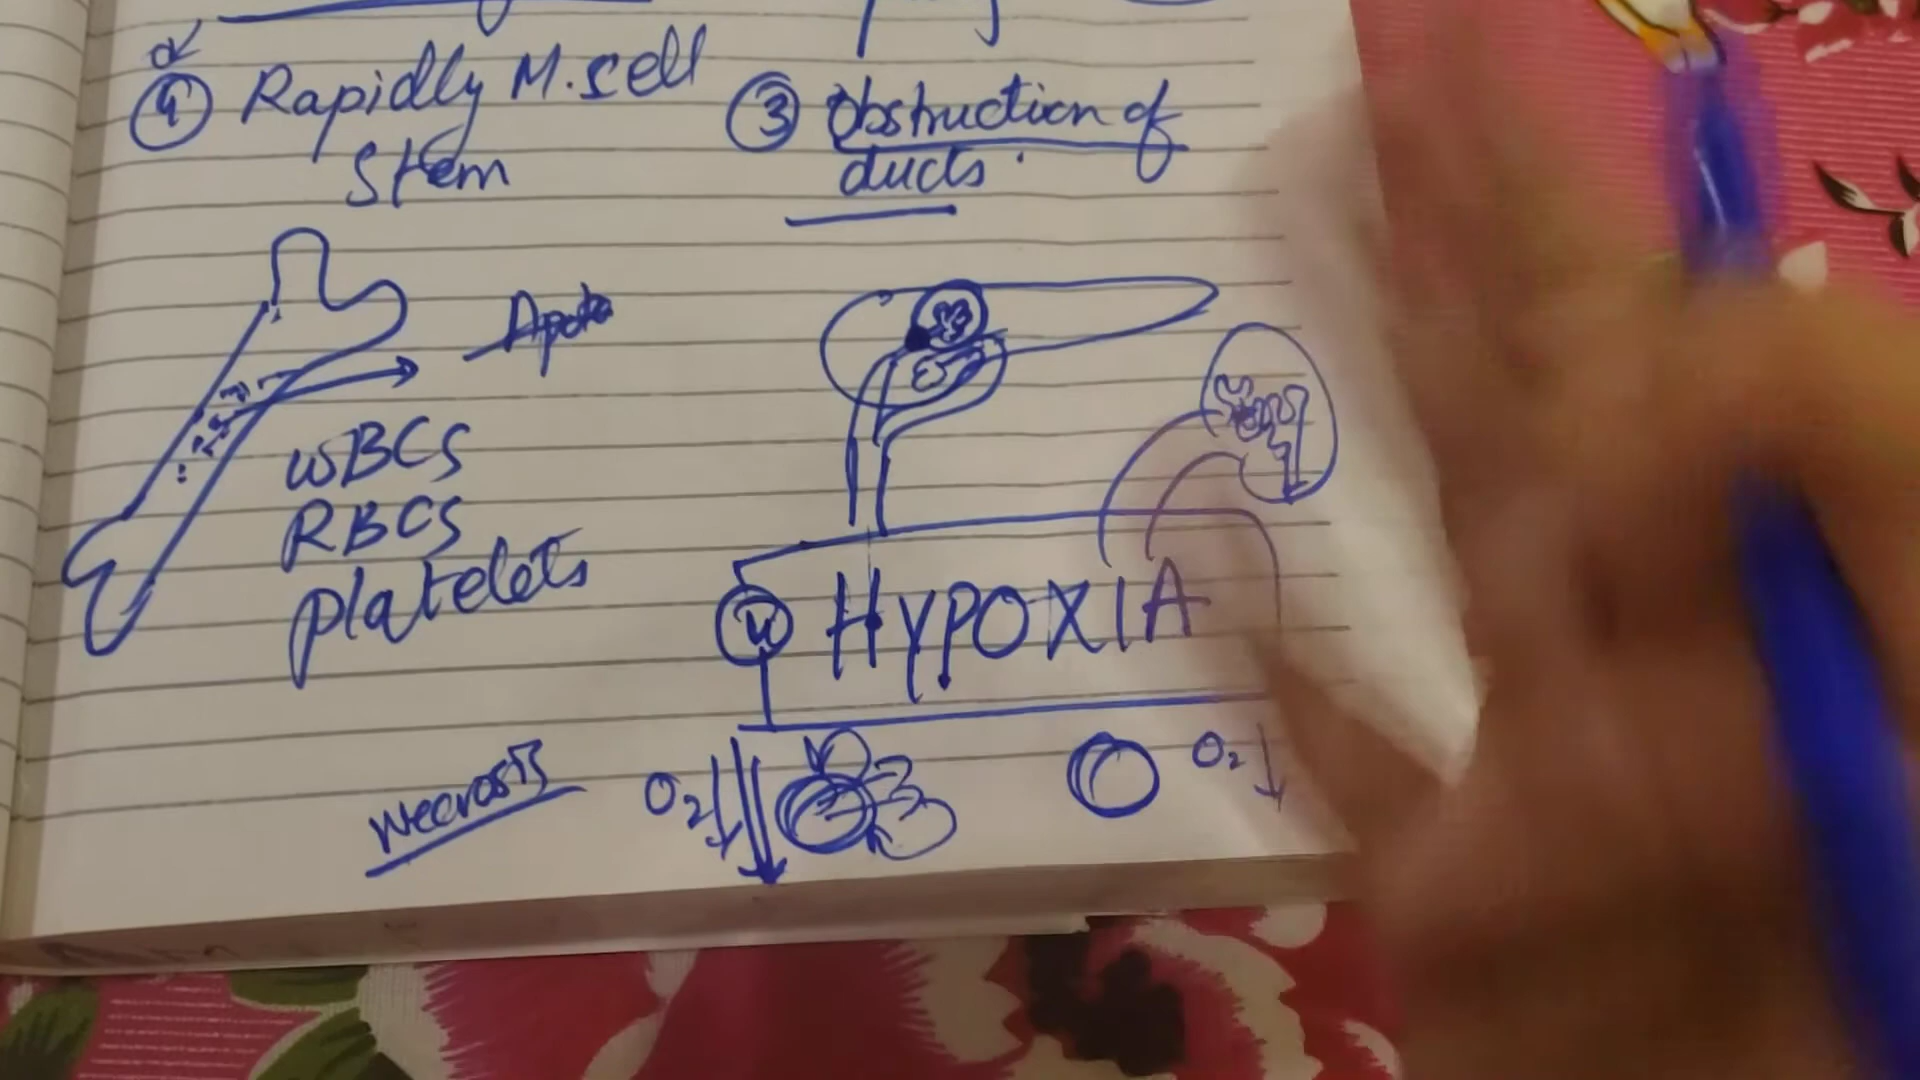 ④ Rapidly M.cell
Stem
③ Obstruction of
ducts
Apoto
WBCS
RBCS
platelets
④ HYPOXIA
Necrosis
O₂ ↓
O₂ ↓